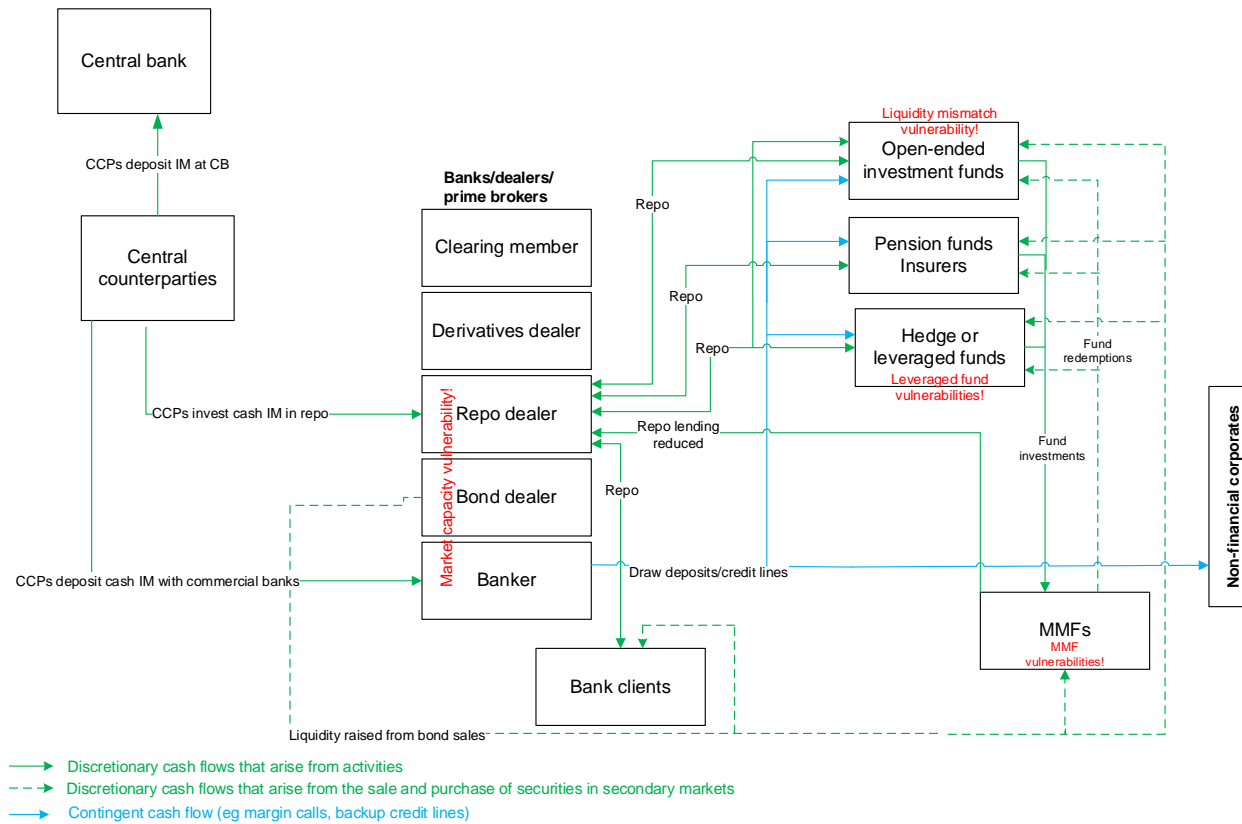 Central bank
CCPs deposit IM at CB
Central
counterparties
CCPs invest cash IM in repo
CCPs deposit cash IM with commercial banks
Banks/dealers/
prime brokers
Clearing member
Derivatives dealer
Repo dealer
Bond dealer
Banker
Market capacity vulnerability!
Repo
Repo
Repo
Repo lending
reduced
Repo
Draw deposits/credit lines
Bank clients
Liquidity raised from bond sales
Liquidity mismatch
vulnerability!
Open-ended
investment funds
Pension funds
Insurers
Hedge or
leveraged funds
Leveraged fund
vulnerabilities!
Fund
redemptions
Fund
investments
MMFs
MMF
vulnerabilities!
Non-financial corporates
Discretionary cash flows that arise from activities
Discretionary cash flows that arise from the sale and purchase of securities in secondary markets
Contingent cash flow (eg margin calls, backup credit lines)